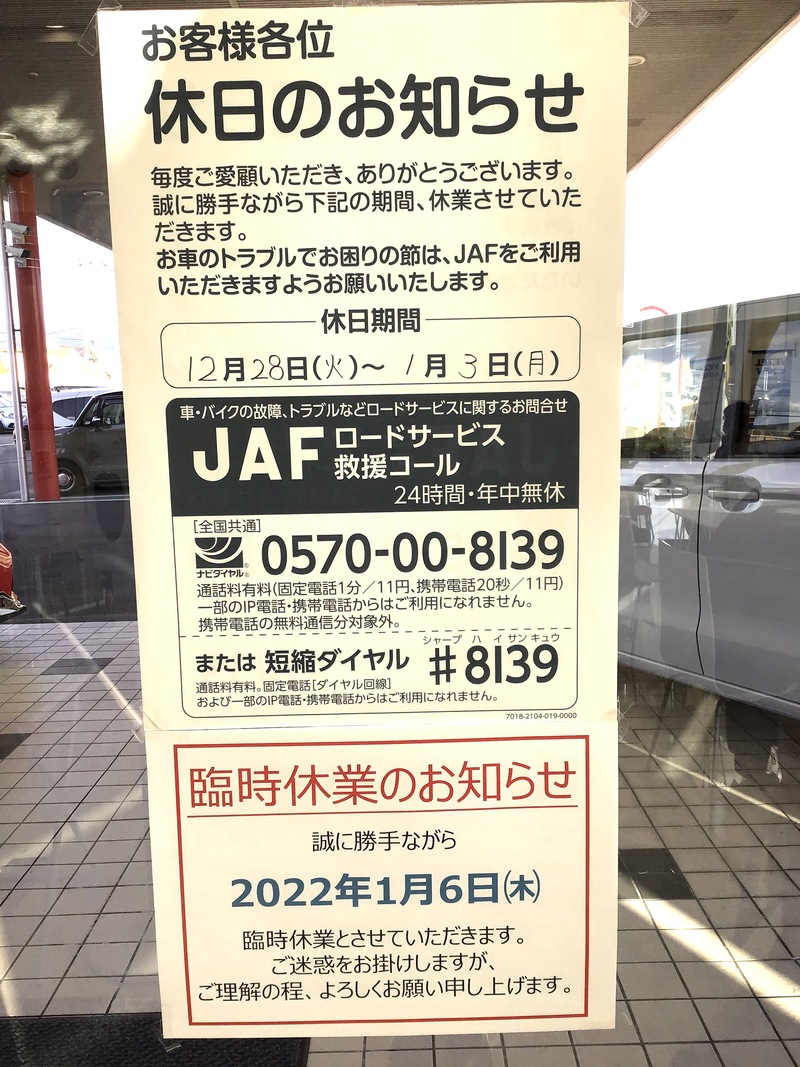 お客様各位
休日のお知らせ
毎度ご愛顧いただき、ありがとうございます。
誠に勝手ながら下記の期間、休業させていた
だきます。
お車のトラブルでお困りの節は、JAFをご利用
いただきますようお願いいたします。
休日期間
12月28日(火)～1月3日(月)
車・バイクの故障、トラブルなどロードサービスに関するお問合せ
JAF ロードサービス
救援コール
24時間・年中無休
[全国共通]
ナビダイヤル® 0570-00-8139
通話料有料(固定電話1分／11円、携帯電話20秒／11円)
一部のIP電話・携帯電話からはご利用になれません。
携帯電話の無料通信分対象外。
シャープ ハ イ サン キュウ
または 短縮ダイヤル #8139
通話料有料。固定電話[ダイヤル回線]
および一部のIP電話・携帯電話からはご利用になれません。
7018-2104-019-0000
臨時休業のお知らせ
誠に勝手ながら
2022年1月6日㈭
臨時休業とさせていただきます。
ご迷惑をお掛けしますが、
ご理解の程、よろしくお願い申し上げます。